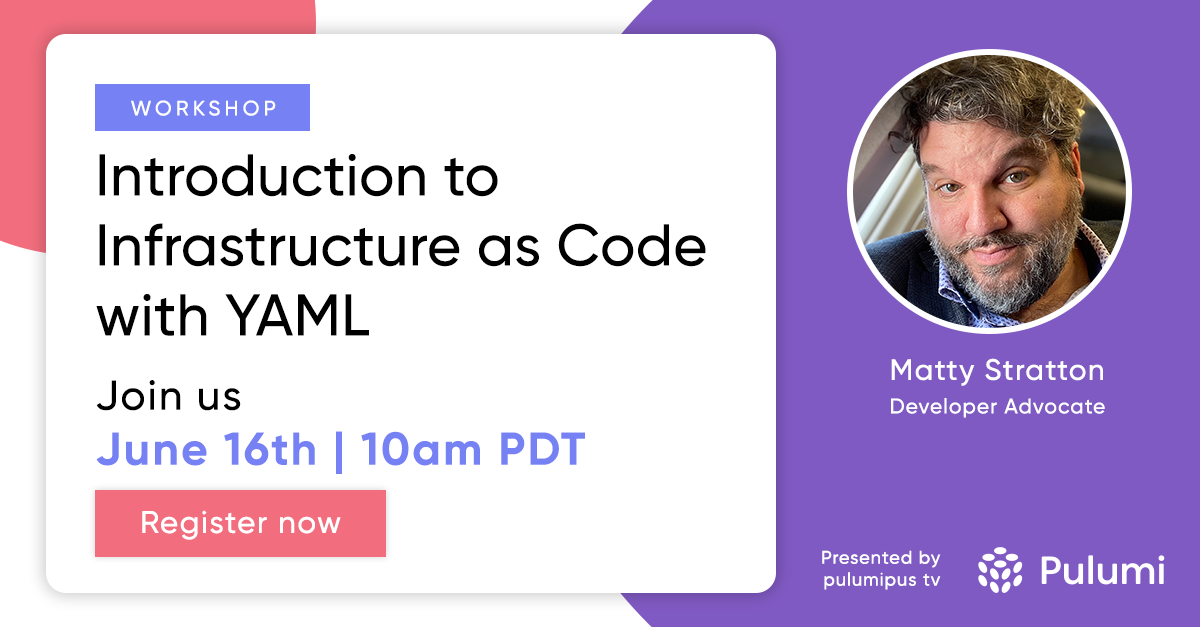 WORKSHOP
Introduction to
Infrastructure as Code
with YAML
Join us
June 16th | 10am PDT
Register now
Matty Stratton
Developer Advocate
Presented by
pulumipus tv
Pulumi